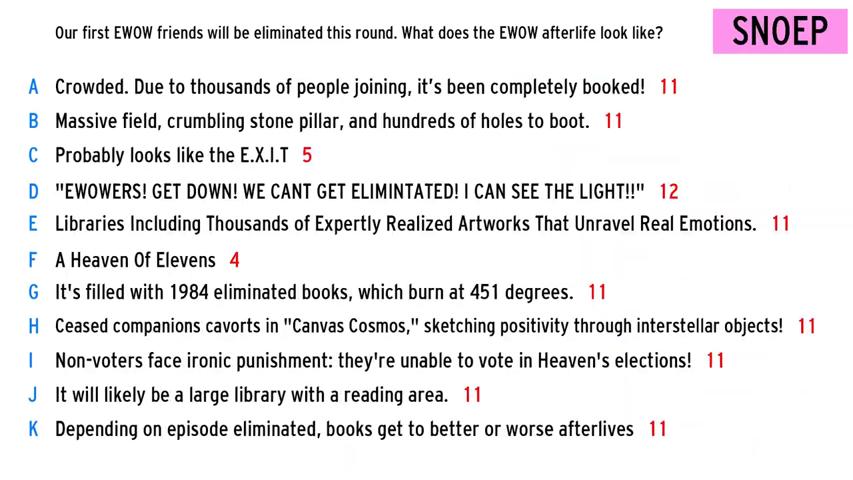 Our first EWOW friends will be eliminated this round. What does the EWOW afterlife look like?
SNOEP
A Crowded. Due to thousands of people joining, it's been completely booked! 11
B Massive field, crumbling stone pillar, and hundreds of holes to boot. 11
C Probably looks like the E.X.I.T 5
D "EWOWERS! GET DOWN! WE CANT GET ELIMINTATED! I CAN SEE THE LIGHT!!" 12
E Libraries Including Thousands of Expertly Realized Artworks That Unravel Real Emotions. 11
F A Heaven Of Elevens 4
G It's filled with 1984 eliminated books, which burn at 451 degrees. 11
H Ceased companions cavorts in "Canvas Cosmos," sketching positivity through interstellar objects! 11
I Non-voters face ironic punishment: they're unable to vote in Heaven's elections! 11
J It will likely be a large library with a reading area. 11
K Depending on episode eliminated, books get to better or worse afterlives 11